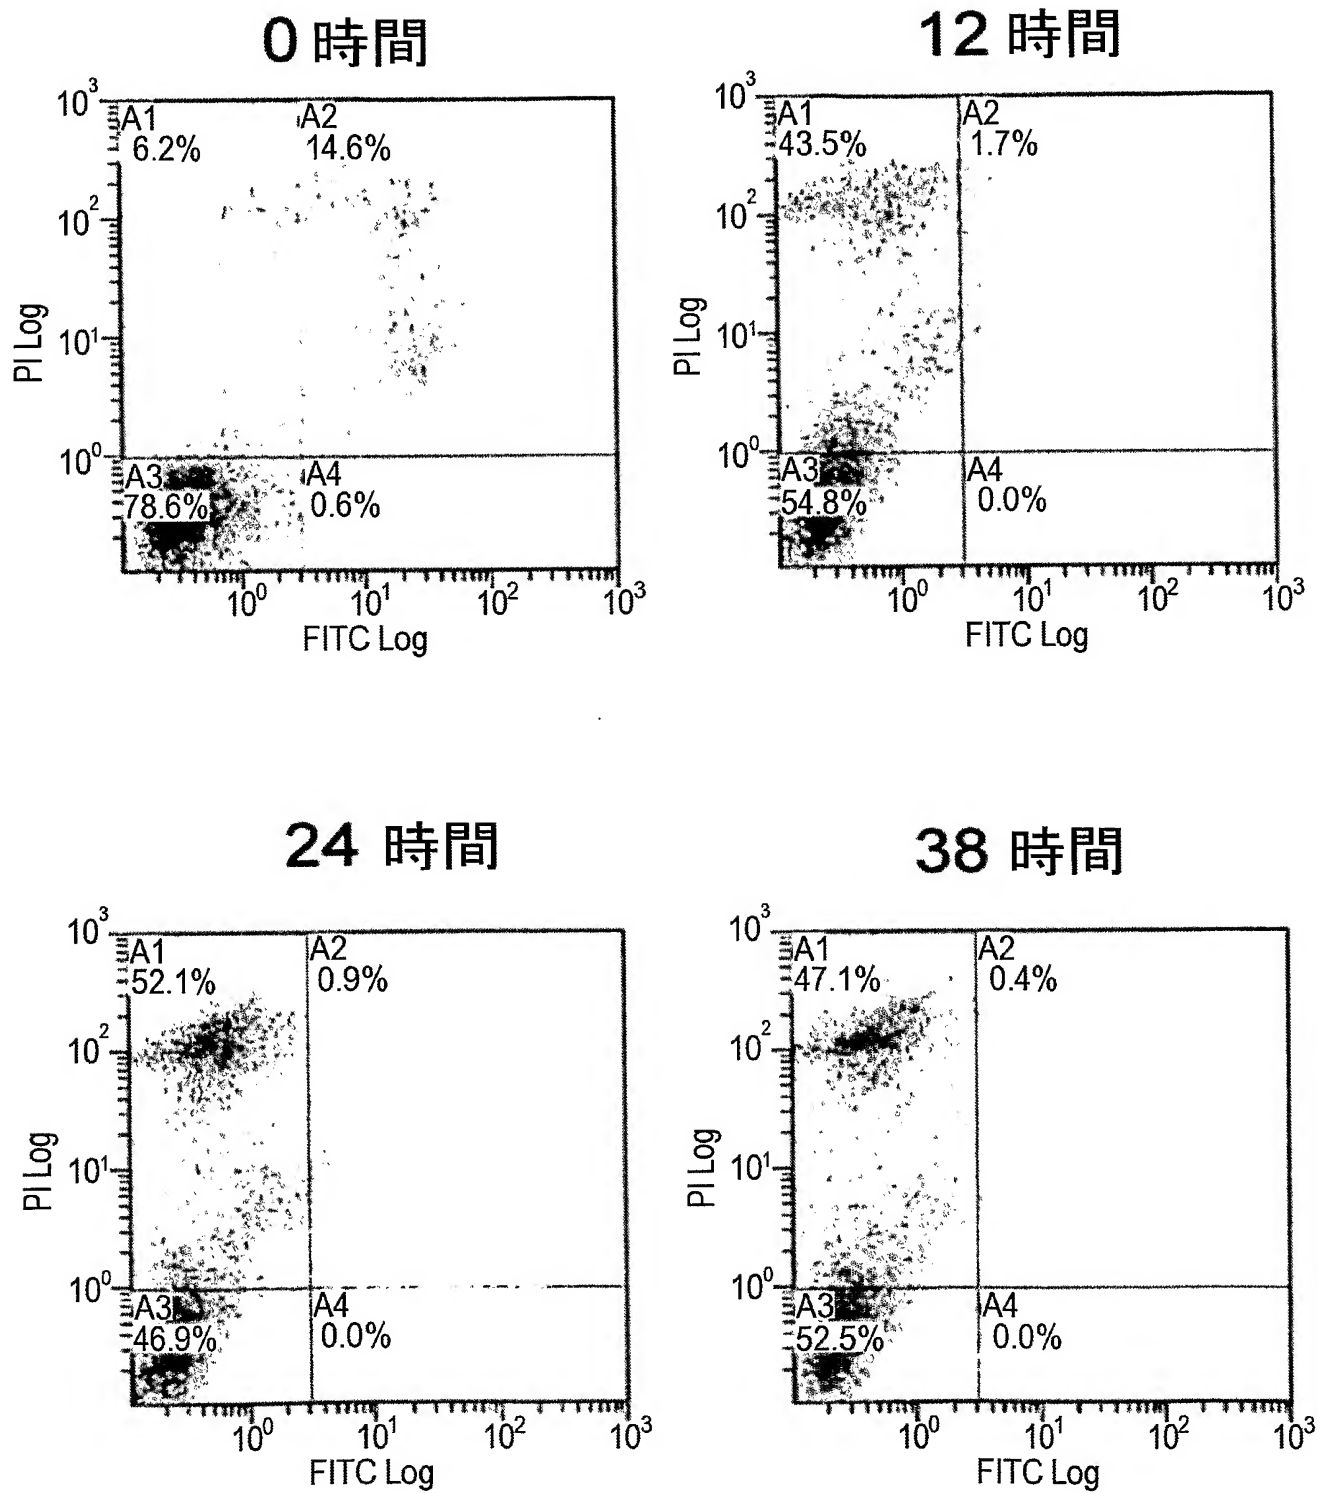 0 時間
10³
A1
6.2%
A2
14.6%
10²
10¹
10⁰
PI Log
A3
78.6%
A4
0.6%
10⁰ 10¹ 10² 10³
FITC Log
12 時間
10³
A1
43.5%
A2
1.7%
10²
10¹
10⁰
PI Log
A3
54.8%
A4
0.0%
10⁰ 10¹ 10² 10³
FITC Log
24 時間
10³
A1
52.1%
A2
0.9%
10²
10¹
10⁰
PI Log
A3
46.9%
A4
0.0%
10⁰ 10¹ 10² 10³
FITC Log
38 時間
10³
A1
47.1%
A2
0.4%
10²
10¹
10⁰
PI Log
A3
52.5%
A4
0.0%
10⁰ 10¹ 10² 10³
FITC Log